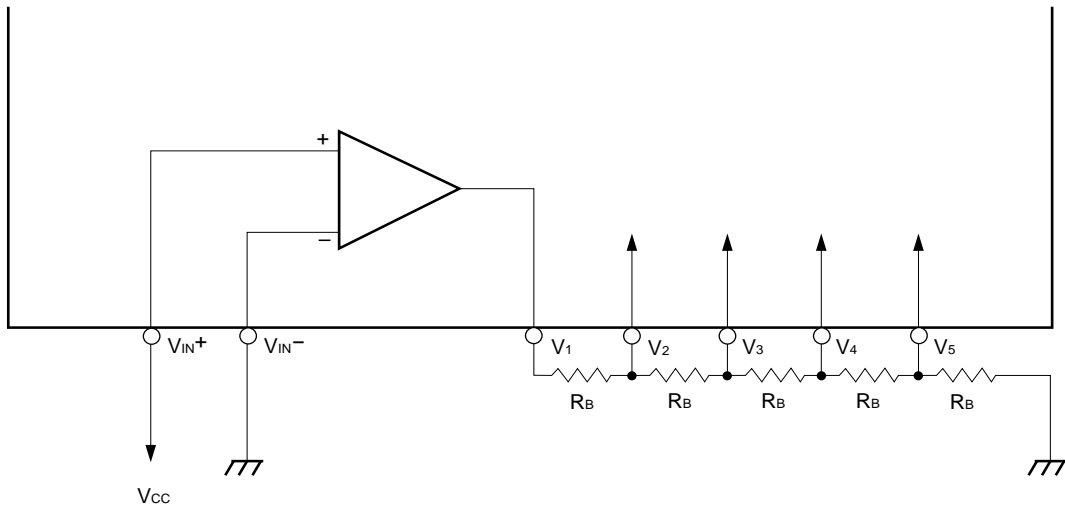 +
−
VIN+ VIN− V1 V2 V3 V4 V5
RB RB RB RB RB
VCC